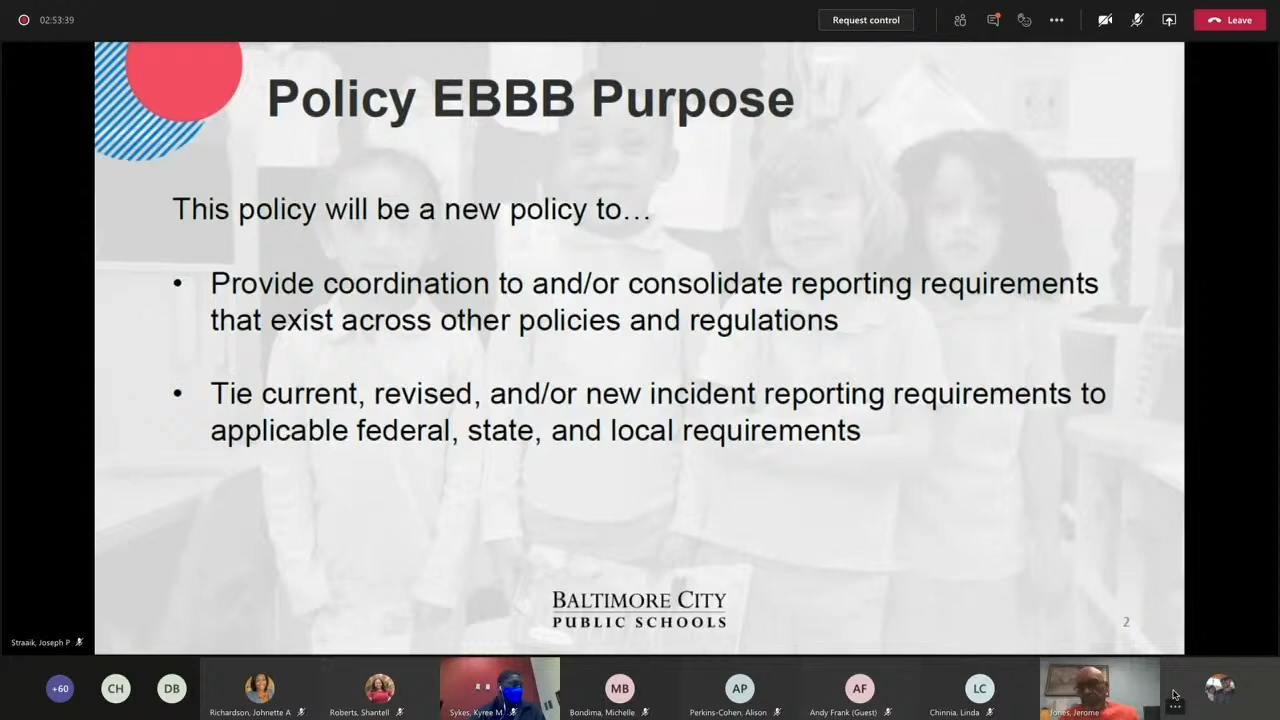 02:53:39
Request control
Leave
Policy EBBB Purpose
This policy will be a new policy to…
• Provide coordination to and/or consolidate reporting requirements
that exist across other policies and regulations
• Tie current, revised, and/or new incident reporting requirements to
applicable federal, state, and local requirements
BALTIMORE CITY
PUBLIC SCHOOLS
2
Straaik, Joseph P
+60
CH
DB
MB
AP
AF
LC
Richardson, Johnette A
Roberts, Shantell
Sykes, Kyree M
Bondima, Michelle
Perkins-Cohen, Alison
Andy Frank (Guest)
Chinnia, Linda
Jones, Jerome